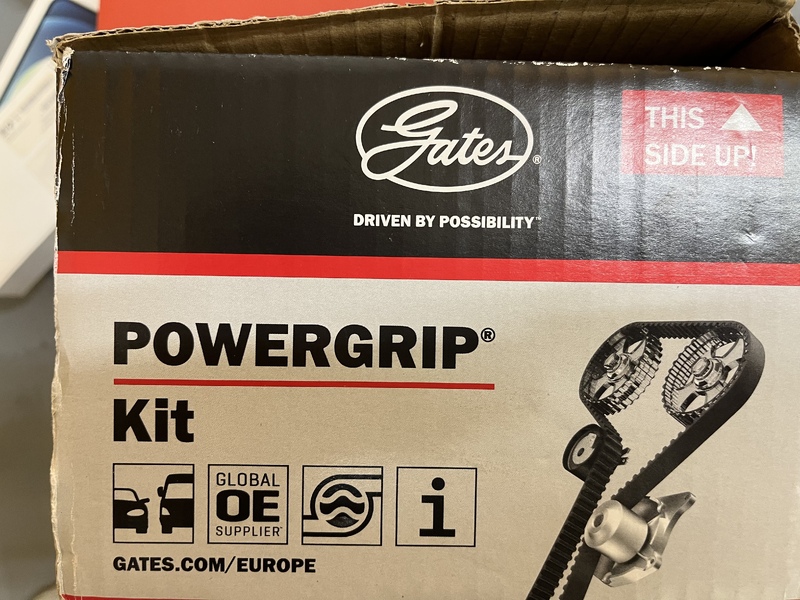 Gates®
THIS
SIDE UP!
DRIVEN BY POSSIBILITY™
POWERGRIP®
Kit
GLOBAL
OE
SUPPLIER
i
GATES.COM/EUROPE